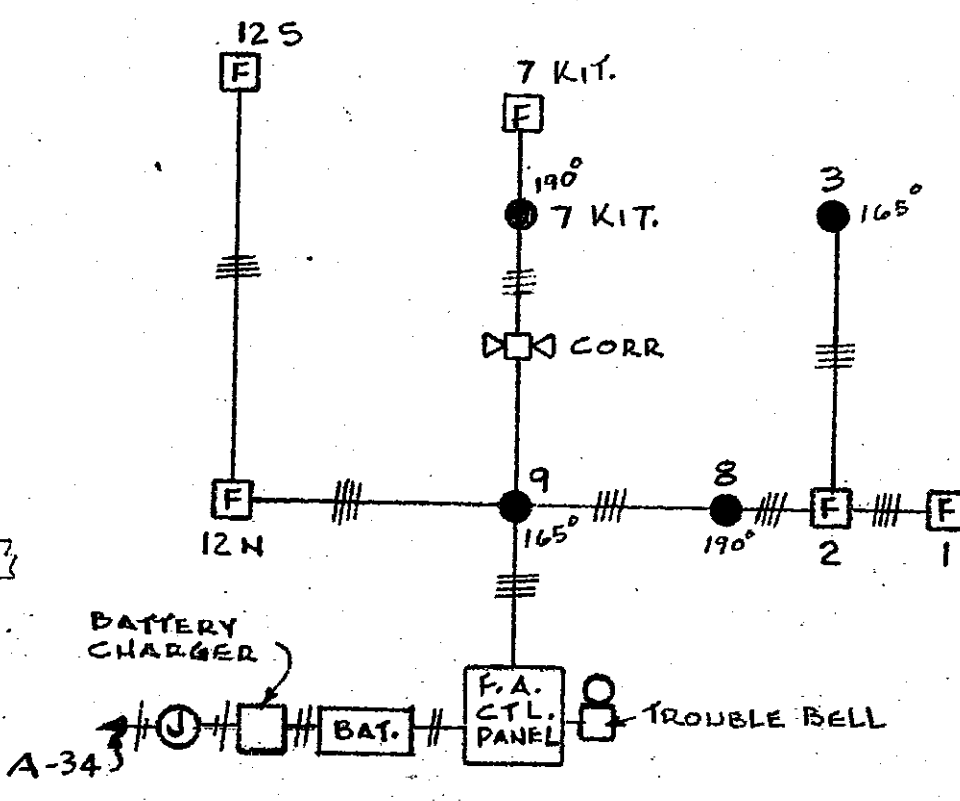 12 S
F
7 KIT.
F
190°
7 KIT.
3
165°
CORR
9
8
F
F
F
12 N
165°
190°
2
1
BATTERY
CHARGER
F.A.
CTL.
PANEL
J
BAT.
TROUBLE BELL
A-34